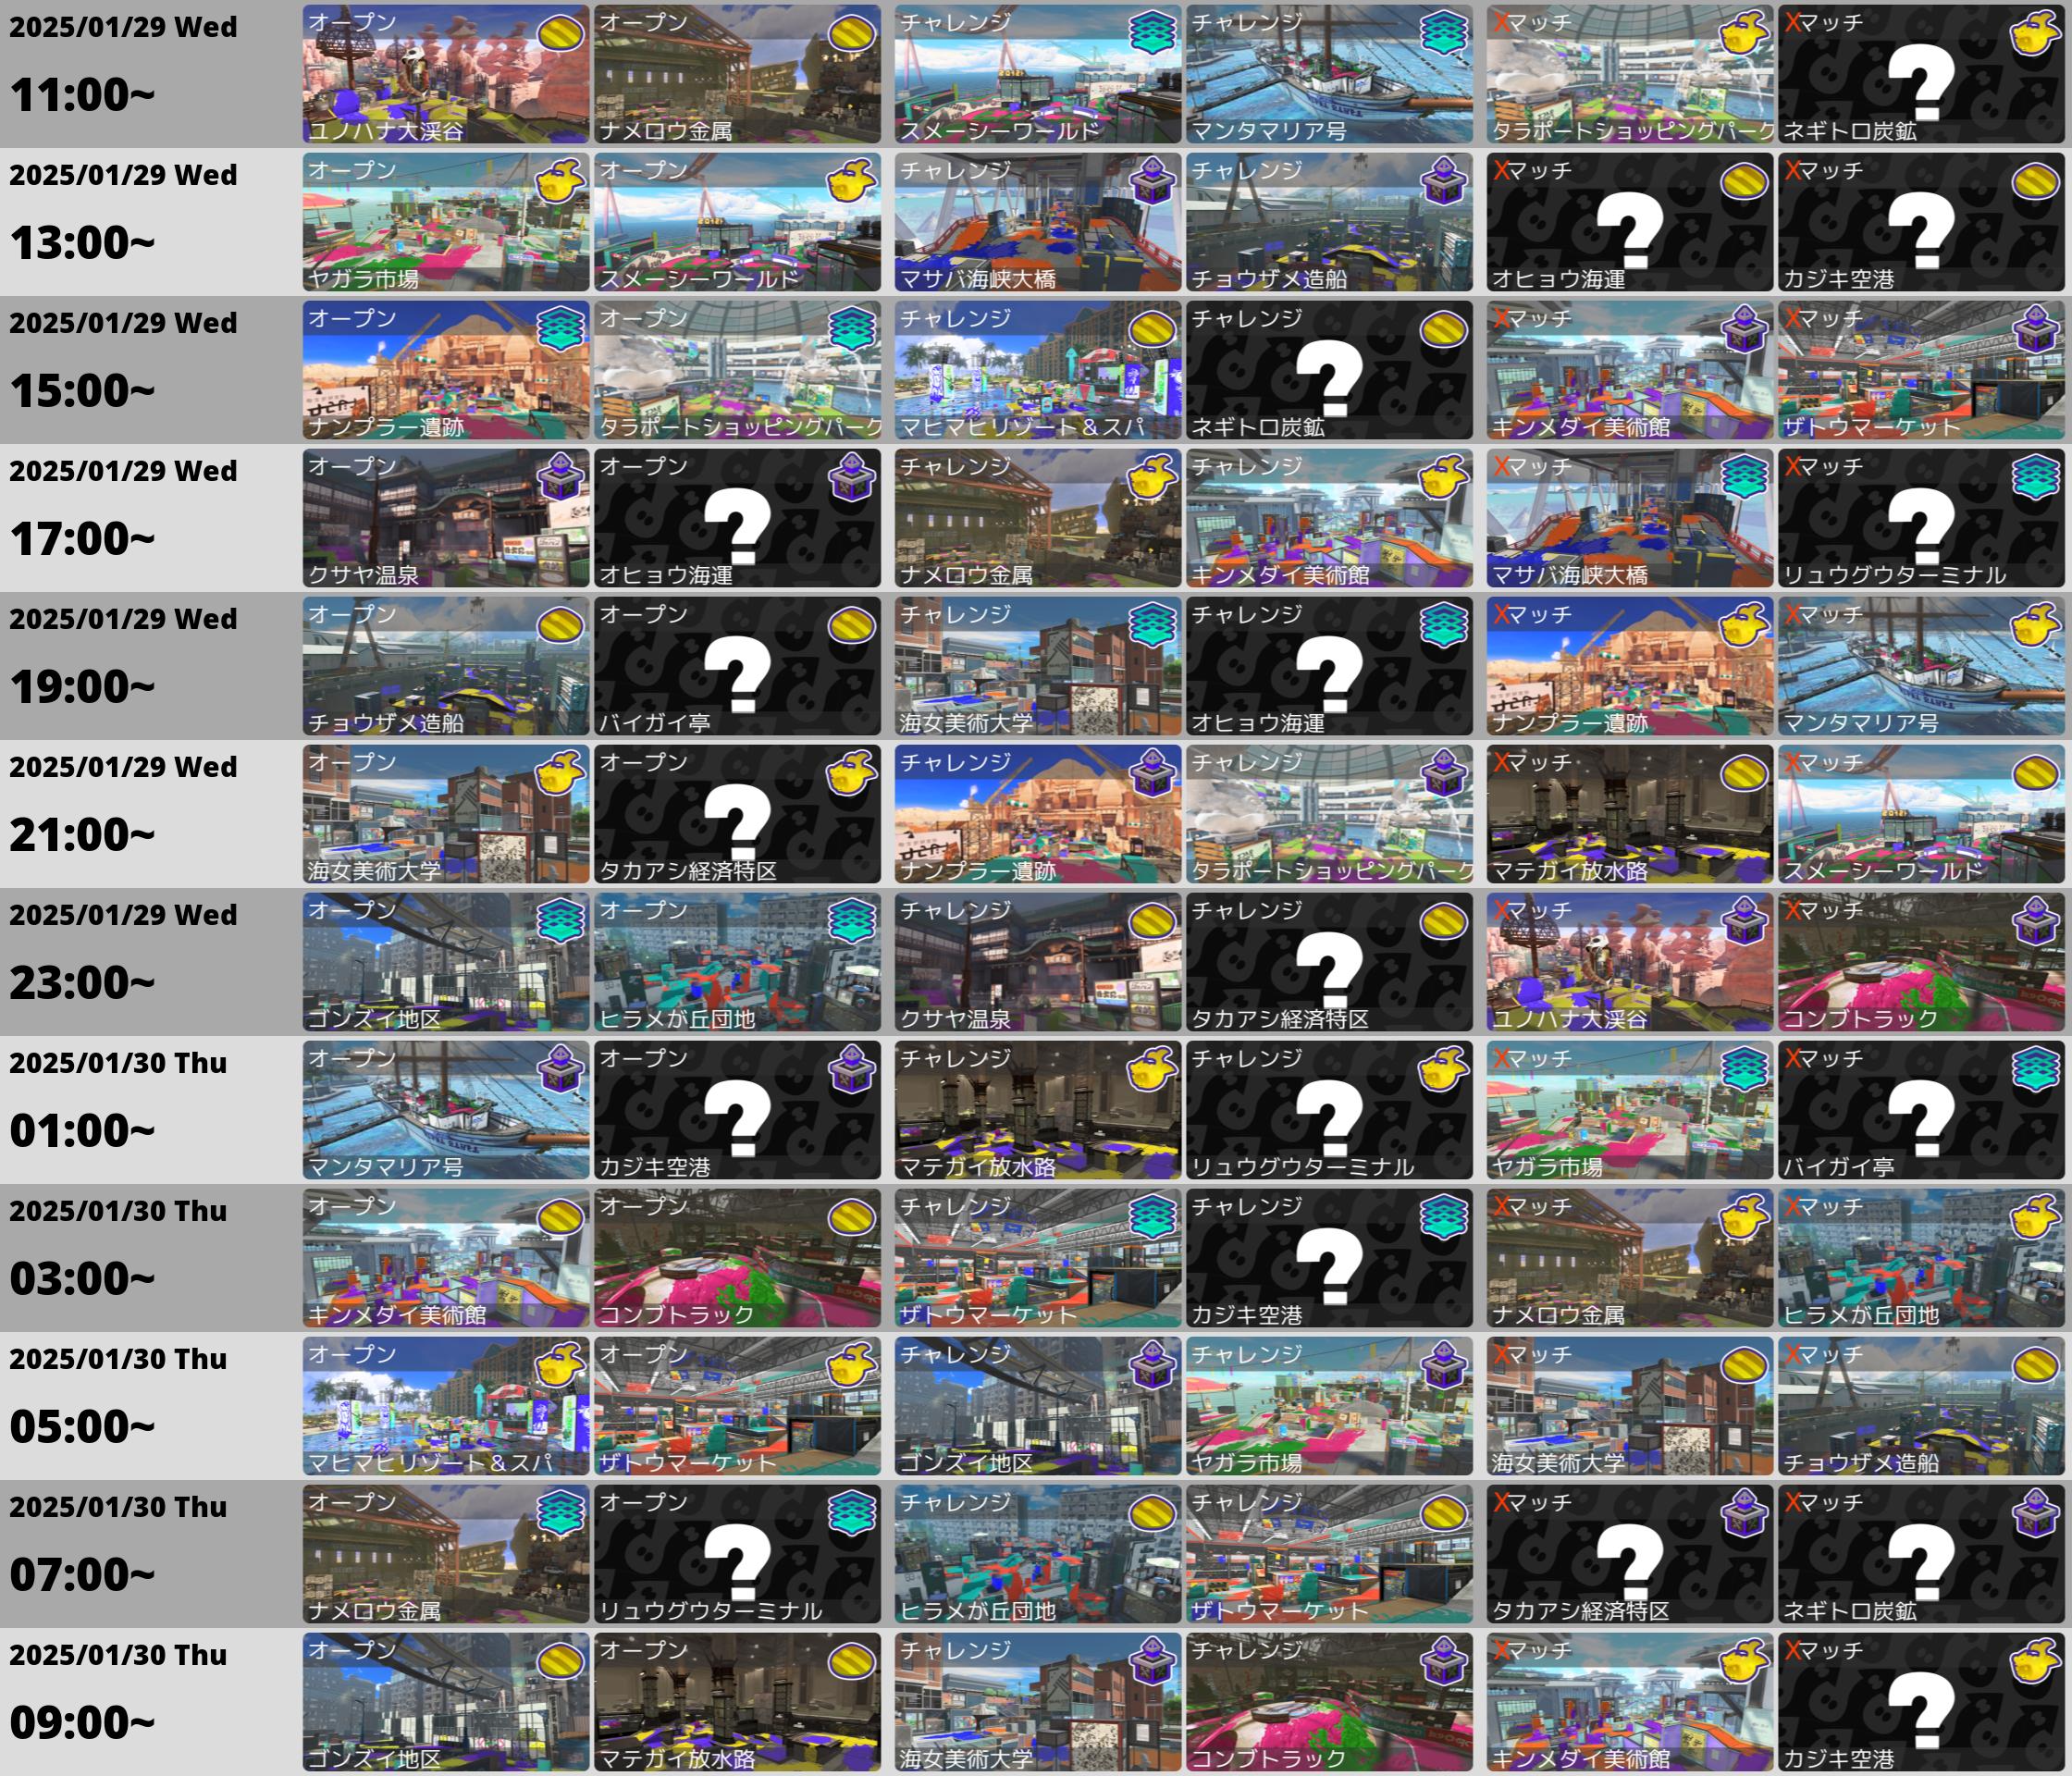 2025/01/29 Wed
11:00~
オープン
ユノハナ大渓谷
オープン
ナメロウ金属
チャレンジ
スメーシーワールド
チャレンジ
マンタマリア号
Xマッチ
タラポートショッピングパーク
Xマッチ
ネギトロ炭鉱
2025/01/29 Wed
13:00~
オープン
ヤガラ市場
オープン
スメーシーワールド
チャレンジ
マサバ海峡大橋
チャレンジ
チョウザメ造船
Xマッチ
オヒョウ海運
Xマッチ
カジキ空港
2025/01/29 Wed
15:00~
オープン
ナンプラー遺跡
オープン
タラポートショッピングパーク
チャレンジ
マヒマヒリゾート＆スパ
チャレンジ
ネギトロ炭鉱
Xマッチ
キンメダイ美術館
Xマッチ
ザトウマーケット
2025/01/29 Wed
17:00~
オープン
クサヤ温泉
オープン
オヒョウ海運
チャレンジ
ナメロウ金属
チャレンジ
キンメダイ美術館
Xマッチ
マサバ海峡大橋
Xマッチ
リュウグウターミナル
2025/01/29 Wed
19:00~
オープン
チョウザメ造船
オープン
バイガイ亭
チャレンジ
海女美術大学
チャレンジ
オヒョウ海運
Xマッチ
ナンプラー遺跡
Xマッチ
マンタマリア号
2025/01/29 Wed
21:00~
オープン
海女美術大学
オープン
タカアシ経済特区
チャレンジ
ナンプラー遺跡
チャレンジ
タラポートショッピングパーク
Xマッチ
マテガイ放水路
Xマッチ
スメーシーワールド
2025/01/29 Wed
23:00~
オープン
ゴンズイ地区
オープン
ヒラメが丘団地
チャレンジ
クサヤ温泉
チャレンジ
タカアシ経済特区
Xマッチ
ユノハナ大渓谷
Xマッチ
コンブトラック
2025/01/30 Thu
01:00~
オープン
マンタマリア号
オープン
カジキ空港
チャレンジ
マテガイ放水路
チャレンジ
リュウグウターミナル
Xマッチ
ヤガラ市場
Xマッチ
バイガイ亭
2025/01/30 Thu
03:00~
オープン
キンメダイ美術館
オープン
コンブトラック
チャレンジ
ザトウマーケット
チャレンジ
カジキ空港
Xマッチ
ナメロウ金属
Xマッチ
ヒラメが丘団地
2025/01/30 Thu
05:00~
オープン
マヒマヒリゾート＆スパ
オープン
ザトウマーケット
チャレンジ
ゴンズイ地区
チャレンジ
ヤガラ市場
Xマッチ
海女美術大学
Xマッチ
チョウザメ造船
2025/01/30 Thu
07:00~
オープン
ナメロウ金属
オープン
リュウグウターミナル
チャレンジ
ヒラメが丘団地
チャレンジ
ザトウマーケット
Xマッチ
タカアシ経済特区
Xマッチ
ネギトロ炭鉱
2025/01/30 Thu
09:00~
オープン
ゴンズイ地区
オープン
マテガイ放水路
チャレンジ
海女美術大学
チャレンジ
コンブトラック
Xマッチ
キンメダイ美術館
Xマッチ
カジキ空港